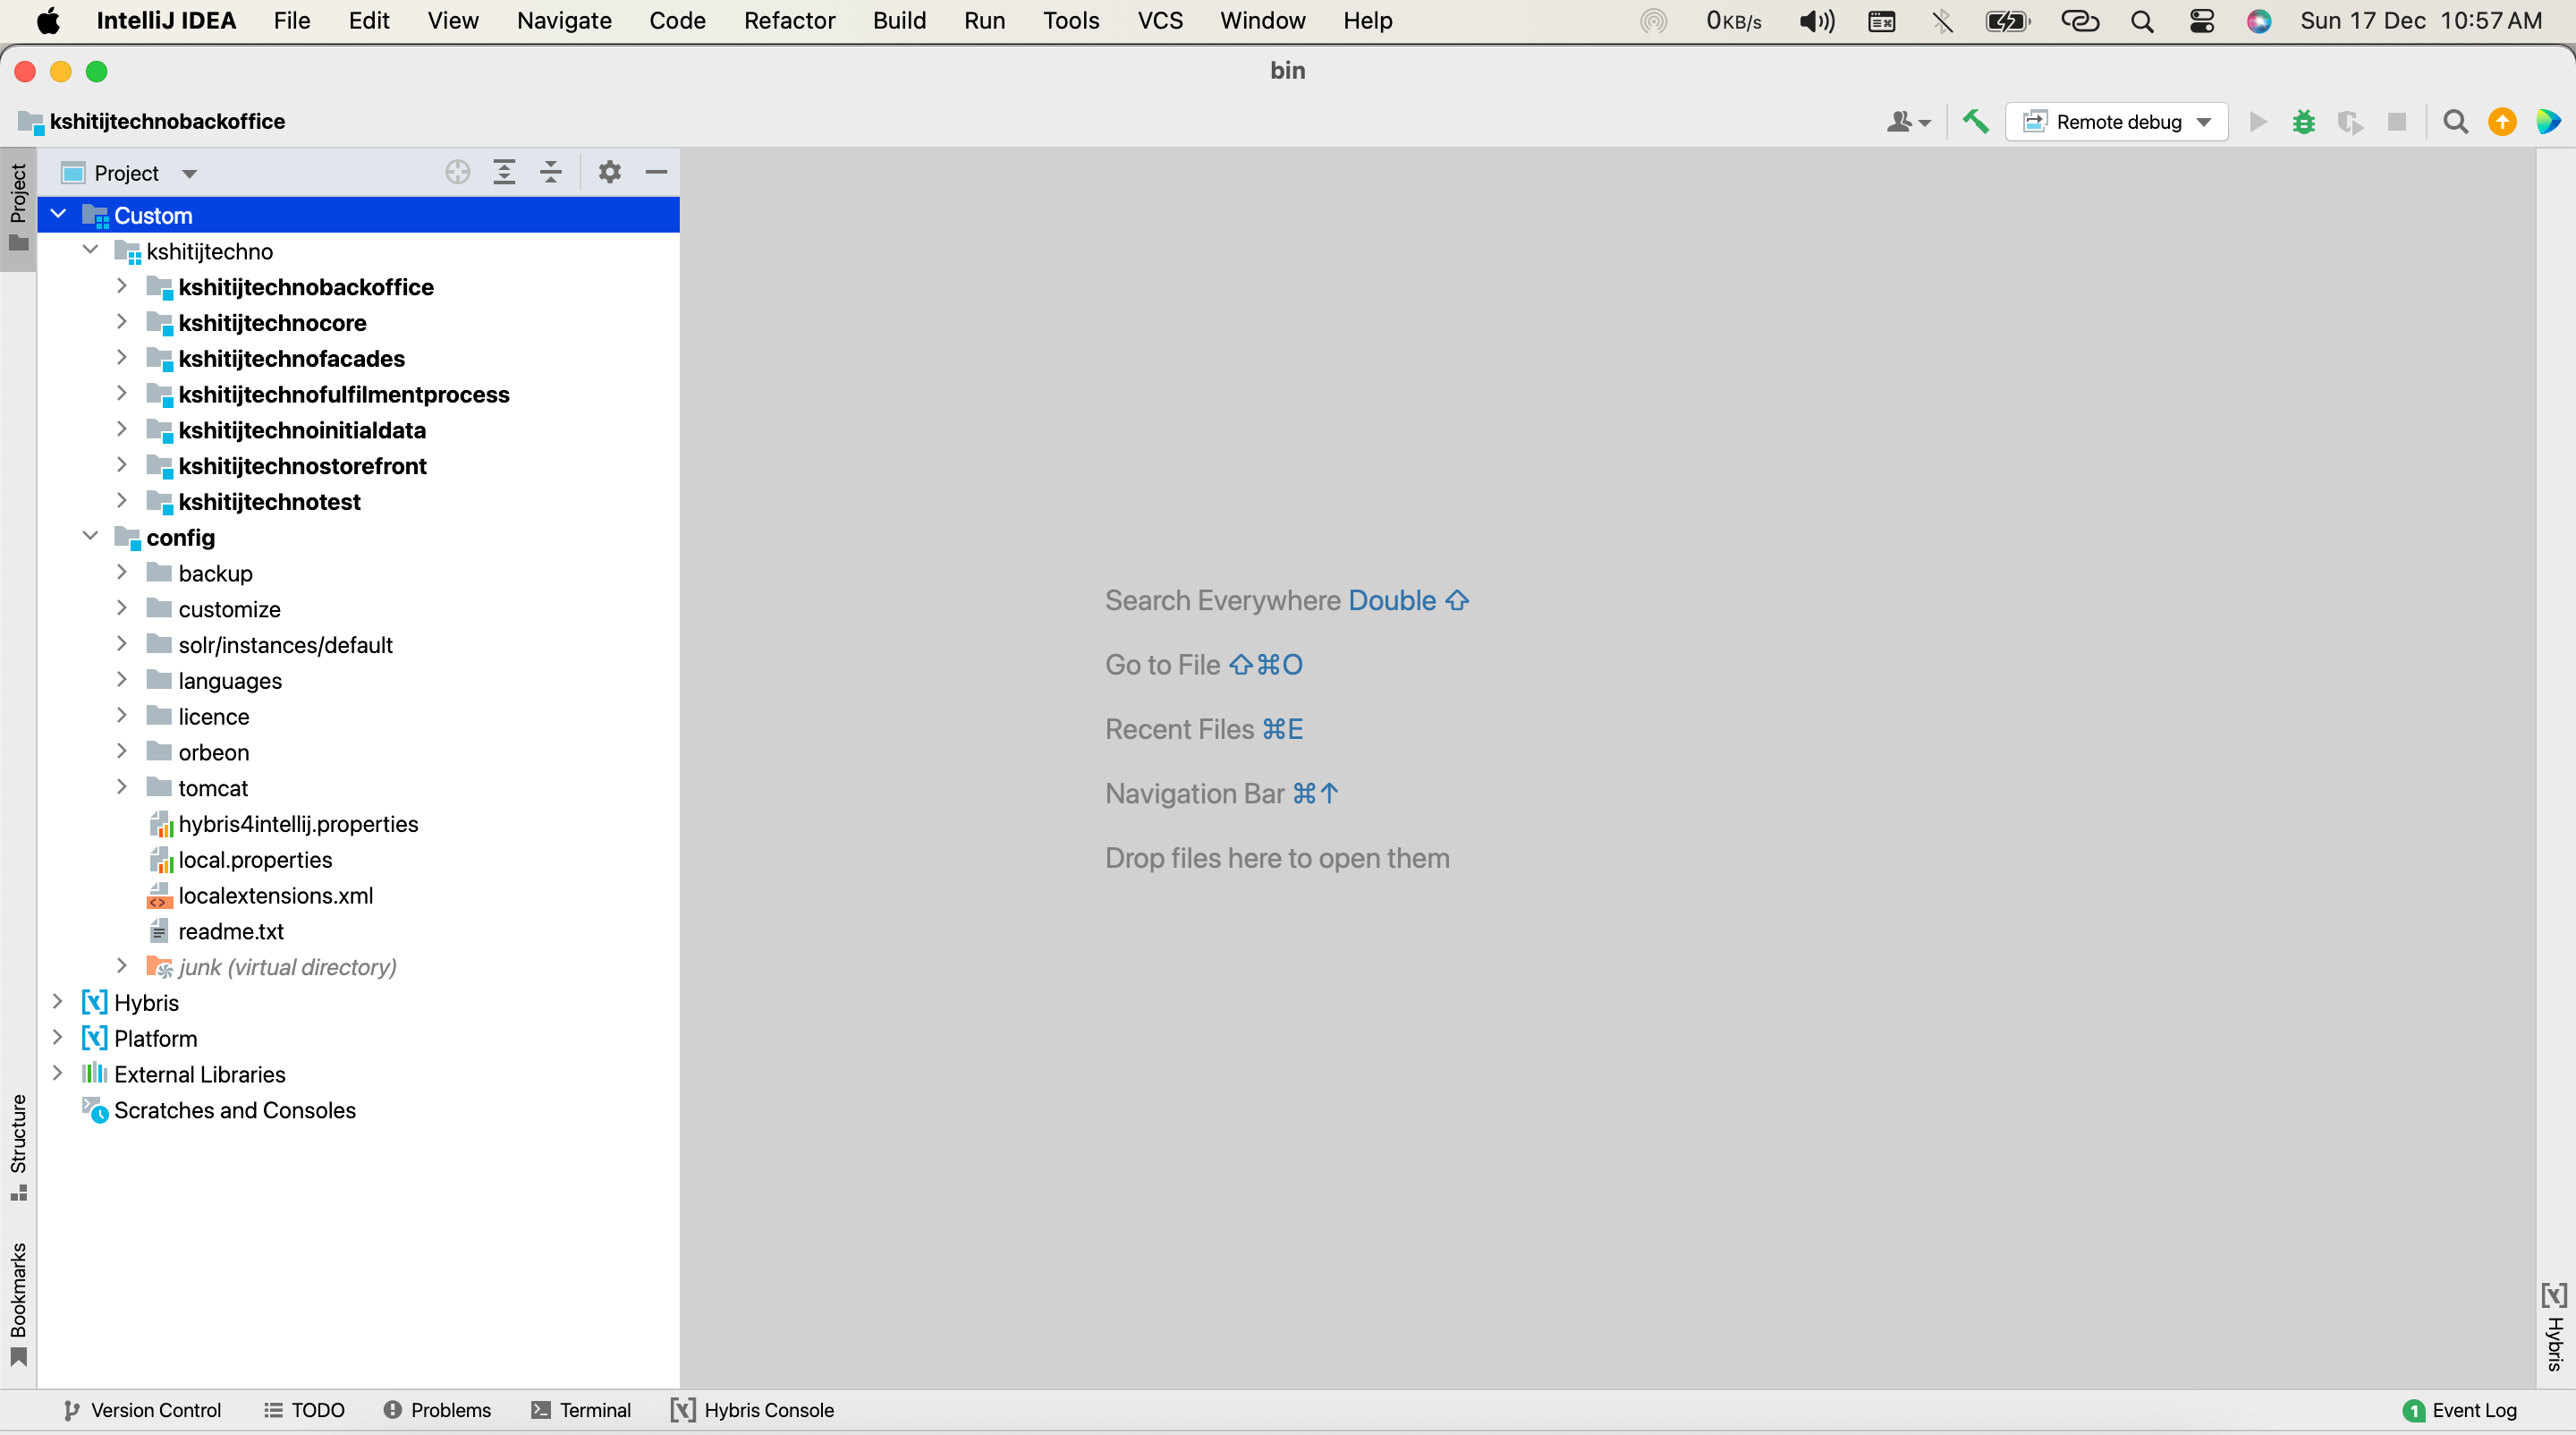 IntelliJ IDEA File Edit View Navigate Code Refactor Build Run Tools VCS Window Help 0KB/s Sun 17 Dec 10:57 AM
bin
kshitijtechnobackoffice Remote debug
Project
Project
Custom
kshitijtechno
kshitijtechnobackoffice
kshitijtechnocore
kshitijtechnofacades
kshitijtechnofulfilmentprocess
kshitijtechnoinitialdata
kshitijtechnostorefront
kshitijtechnotest
config
backup
customize
solr/instances/default
languages
licence
orbeon
tomcat
hybris4intellij.properties
local.properties
localextensions.xml
readme.txt
junk (virtual directory)
Hybris
Platform
External Libraries
Scratches and Consoles
Structure
Bookmarks
Search Everywhere Double ⇧
Go to File ⇧⌘O
Recent Files ⌘E
Navigation Bar ⌘↑
Drop files here to open them
Hybris
Version Control TODO Problems Terminal Hybris Console 1 Event Log